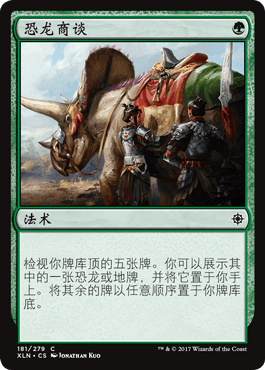 恐龙商谈
法术
检视你牌库顶的五张牌。你可以展示其
中的一张恐龙或地牌，并将它置于你手
上。将其余的牌以任意顺序置于你牌库
底。
181/279 C
XLN • CS JONATHAN KUO
™ & © 2017 Wizards of the Coast